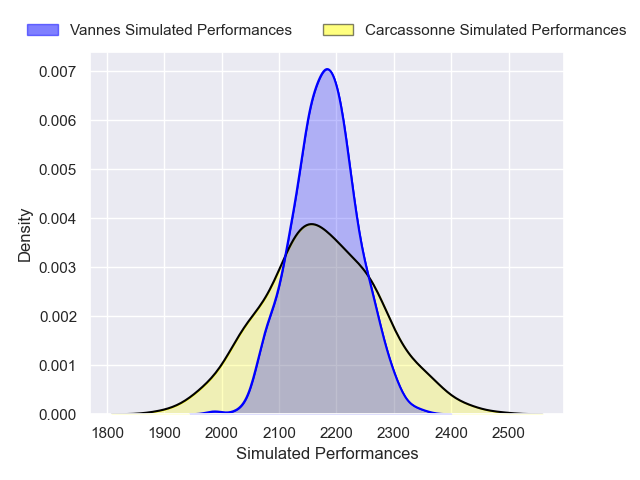 Vannes Simulated Performances Carcassonne Simulated Performances
0.007
0.006
0.005
0.004
0.003
0.002
0.001
0.000
Density
1800 1900 2000 2100 2200 2300 2400 2500
Simulated Performances